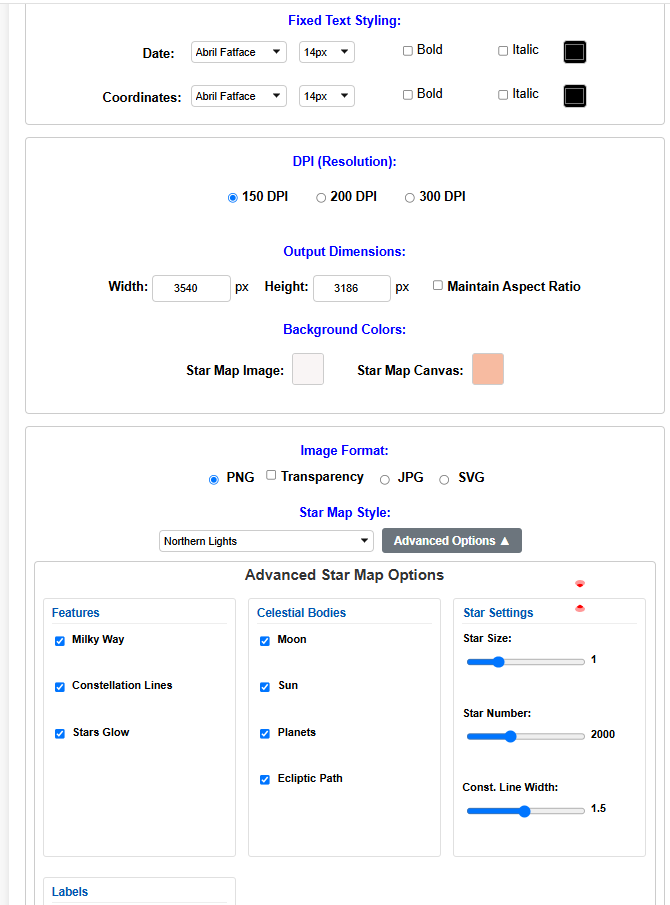 Fixed Text Styling:
Date: Abril Fatface 14px Bold Italic
Coordinates: Abril Fatface 14px Bold Italic
DPI (Resolution):
150 DPI 200 DPI 300 DPI
Output Dimensions:
Width: 3540 px Height: 3186 px Maintain Aspect Ratio
Background Colors:
Star Map Image: Star Map Canvas:
Image Format:
PNG Transparency JPG SVG
Star Map Style:
Northern Lights Advanced Options ▲
Advanced Star Map Options
Features
Milky Way
Constellation Lines
Stars Glow
Celestial Bodies
Moon
Sun
Planets
Ecliptic Path
Star Settings
Star Size:
1
Star Number:
2000
Const. Line Width:
1.5
Labels